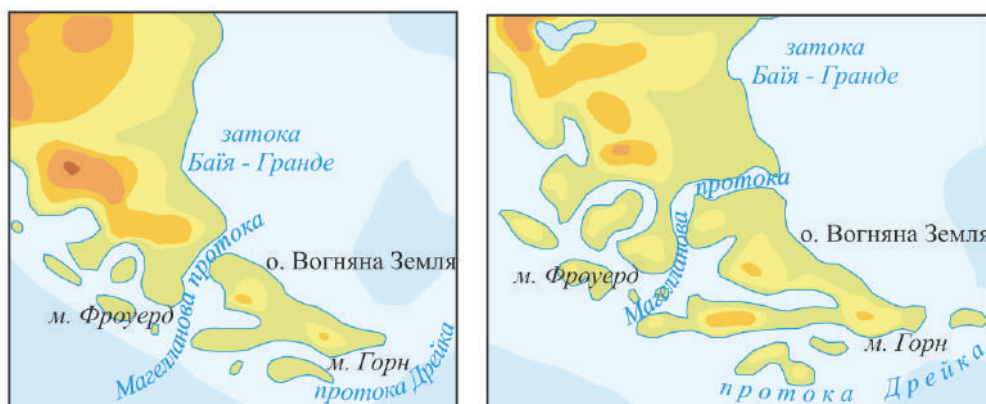 затока
Байя - Гранде
Магелланова протока
о. Вогняна Земля
м. Фроуерд
м. Горн
протока Дрейка
затока
Байя - Гранде
Магелланова протока
о. Вогняна Земля
м. Фроуерд
м. Горн
протока Дрейка